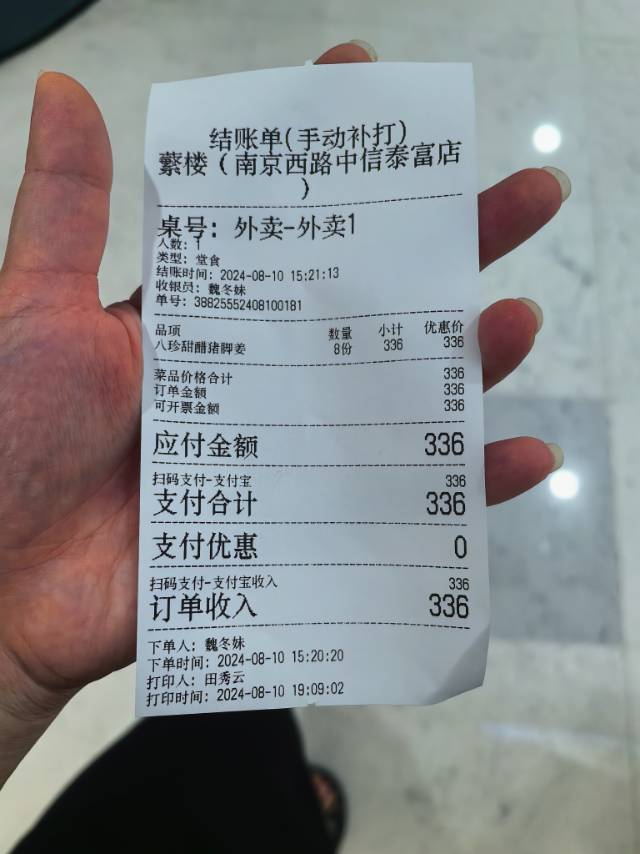 结账单(手动补打)
蘩楼（南京西路中信泰富店
）
桌号: 外卖-外卖1
人数: 1
类型: 堂食
结账时间: 2024-08-10 15:21:13
收银员: 魏冬妹
单号: 38825552408100181
品项 数量 小计 优惠价
八珍甜醋猪脚姜 8份 336 336
菜品价格合计 336
订单金额 336
可开票金额 336
应付金额 336
扫码支付-支付宝 336
支付合计 336
支付优惠 0
扫码支付-支付宝收入 336
订单收入 336
下单人: 魏冬妹
下单时间: 2024-08-10 15:20:20
打印人: 田秀云
打印时间: 2024-08-10 19:09:02